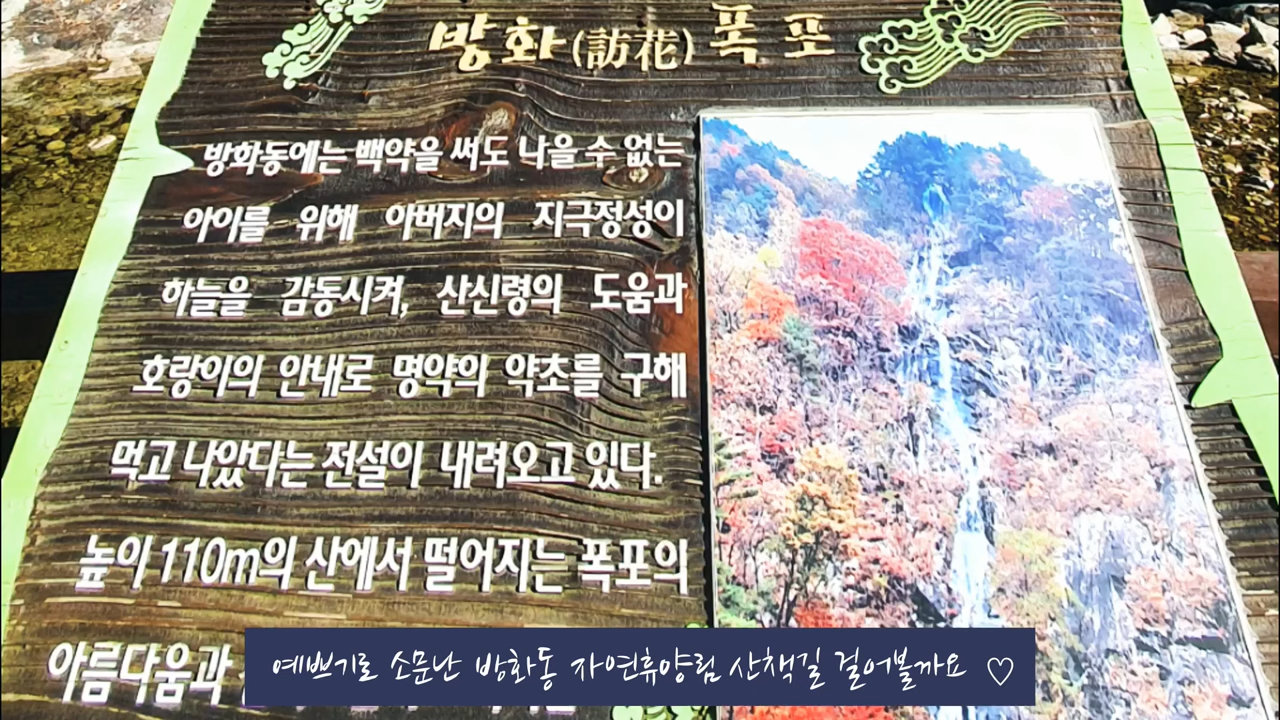 방화(訪花) 폭포
방화동에는 백약을 써도 나을 수 없는
아이를 위해 아버지의 지극정성이
하늘을 감동시켜, 산신령의 도움과
호랑이의 안내로 명약의 약초를 구해
먹고 나았다는 전설이 내려오고 있다.
높이 110m의 산에서 떨어지는 폭포의
아름다움과
예쁘기로 소문난 방화동 자연휴양림 산책길 걸어볼까요 ♡